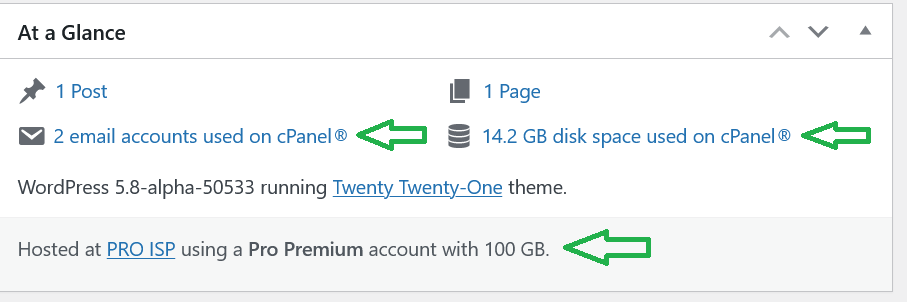 At a Glance
1 Post
1 Page
2 email accounts used on cPanel®
14.2 GB disk space used on cPanel®
WordPress 5.8-alpha-50533 running Twenty Twenty-One theme.
Hosted at PRO ISP using a Pro Premium account with 100 GB.